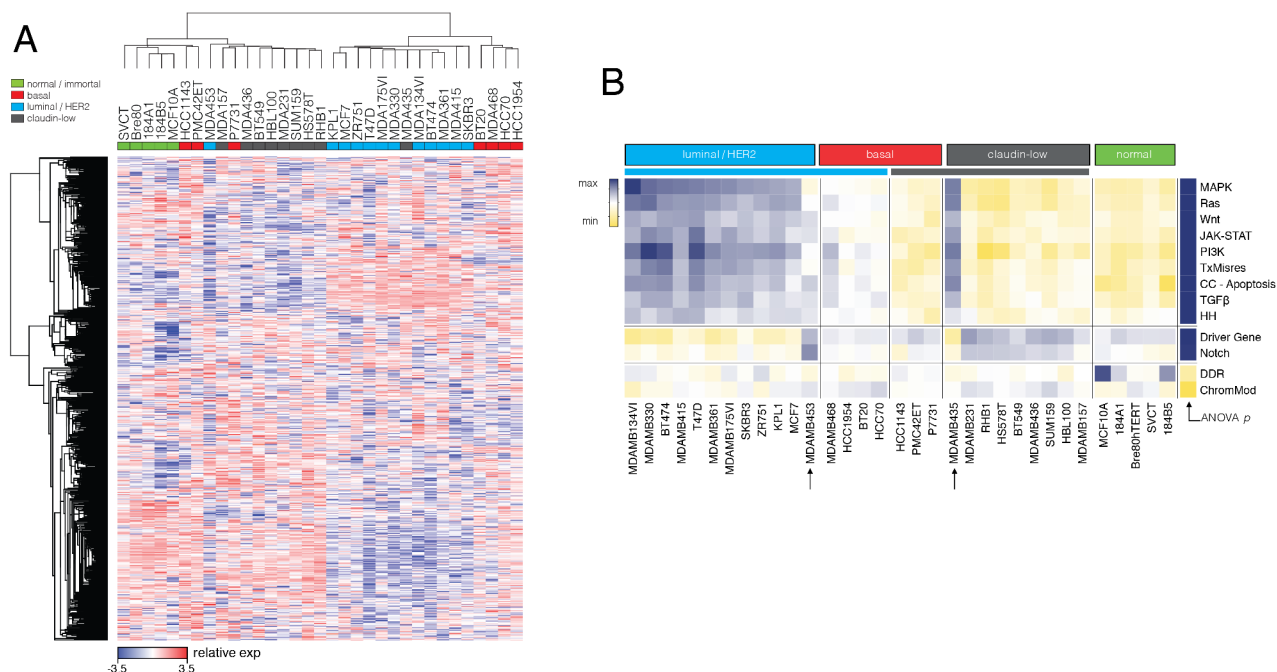 A
normal / immortal
basal
luminal / HER2
claudin-low
SVCT
Bre80
184A1
184B5
MCF10A
HCC1143
PMC42ET
MDA453
MDA157
P7731
MDA436
BT549
HBL100
MDA231
SUM159
HS578T
RHB1
KPL1
MCF7
ZR751
T47D
MDA175VI
MDA330
MDA435
MDA134VI
BT474
MDA361
MDA415
SKBR3
BT20
MDA468
HCC70
HCC1954
relative exp
-3 5
3 5
B
luminal / HER2
basal
claudin-low
normal
max
min
MAPK
Ras
Wnt
JAK-STAT
PI3K
TxMisres
CC - Apoptosis
TGFβ
HH
Driver Gene
Notch
DDR
ChromMod
ANOVA p
MDAMB134VI
MDAMB330
BT474
MDAMB415
T47D
MDAMB361
MDAMB175VI
SKBR3
ZR751
KPL1
MCF7
MDAMB453
MDAMB468
HCC1954
BT20
HCC70
HCC1143
PMC42ET
P7731
MDAMB435
MDAMB231
RHB1
HS578T
BT549
MDAMB436
SUM159
HBL100
MDAMB157
MCF10A
184A1
Bre80hTERT
SVCT
184B5